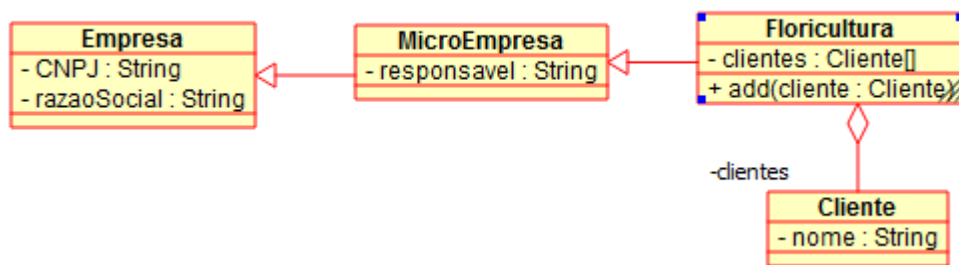 Empresa
- CNPJ : String
- razaoSocial : String
MicroEmpresa
- responsavel : String
Floricultura
- clientes : Cliente[]
+ add(cliente : Cliente)
-clientes
Cliente
- nome : String